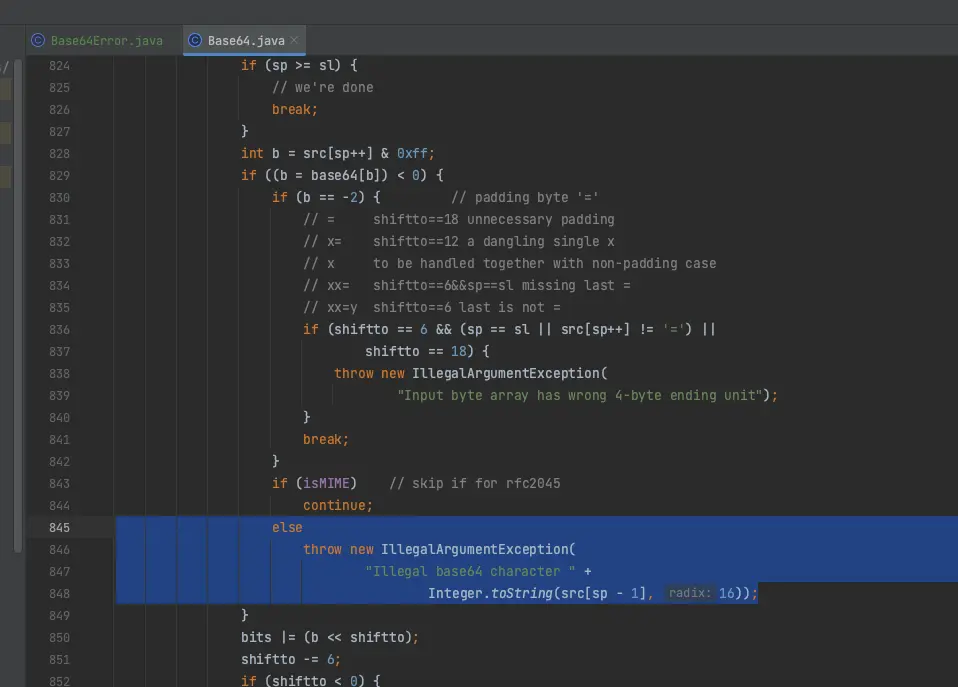 /
Base64Error.java
Base64.java
824 if (sp >= sl) {
825 // we're done
826 break;
827 }
828 int b = src[sp++] & 0xff;
829 if ((b = base64[b]) < 0) {
830 if (b == -2) {         // padding byte '='
831 // =     shiftto==18 unnecessary padding
832 // x=    shiftto==12 a dangling single x
833 // x     to be handled together with non-padding case
834 // xx=   shiftto==6&&sp==sl missing last =
835 // xx=y  shiftto==6 last is not =
836 if (shiftto == 6 && (sp == sl || src[sp++] != '=') ||
837 shiftto == 18) {
838 throw new IllegalArgumentException(
839 "Input byte array has wrong 4-byte ending unit");
840 }
841 break;
842 }
843 if (isMIME)    // skip if for rfc2045
844 continue;
845 else
846 throw new IllegalArgumentException(
847 "Illegal base64 character " +
848 Integer.toString(src[sp - 1], radix: 16));
849 }
850 bits |= (b << shiftto);
851 shiftto -= 6;
852 if (shiftto < 0) {